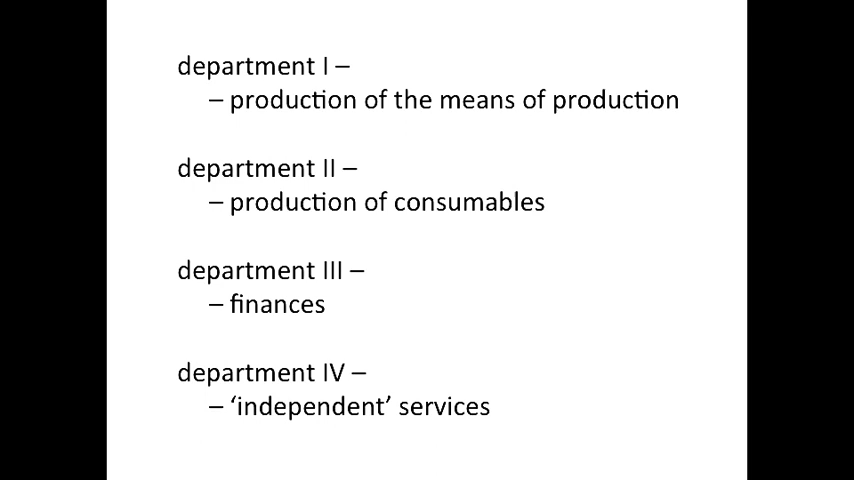 department I –
– production of the means of production
department II –
– production of consumables
department III –
– finances
department IV –
– ‘independent’ services